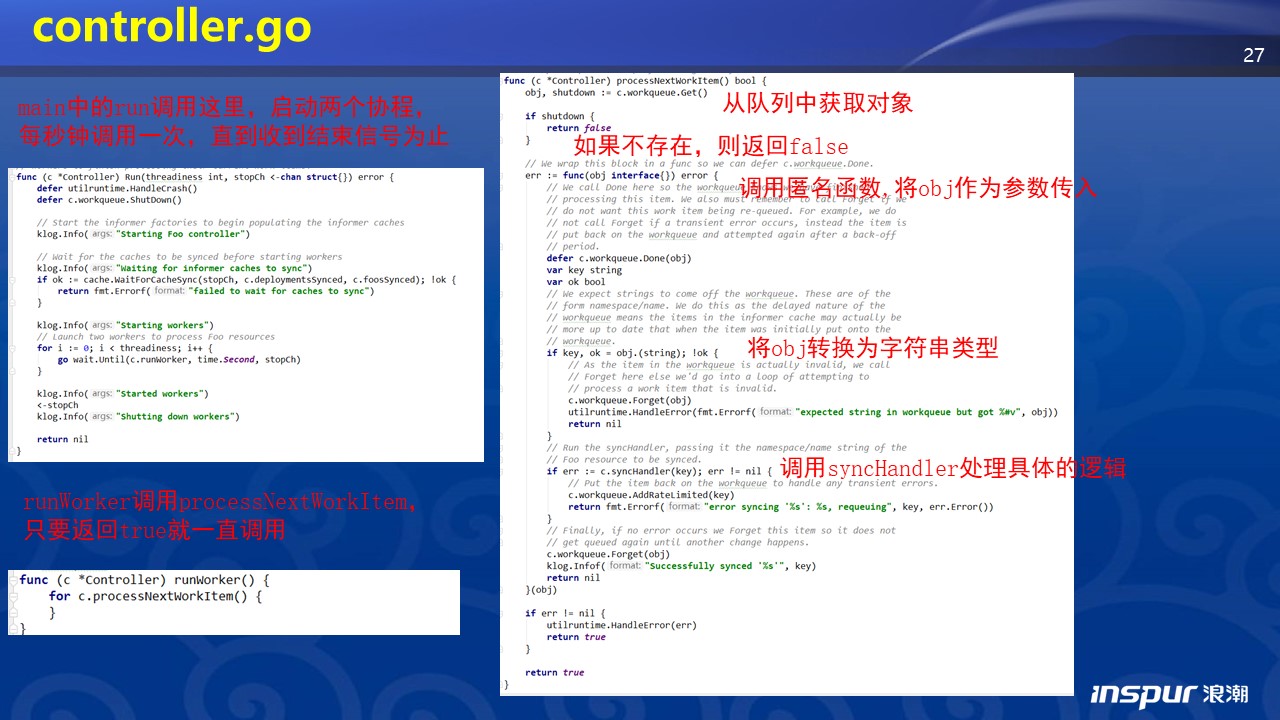 controller.go
27
main中的run调用这里，启动两个协程，
每秒钟调用一次，直到收到结束信号为止
func (c *Controller) Run(threadiness int, stopCh <-chan struct{}) error {
defer utilruntime.HandleCrash()
defer c.workqueue.ShutDown()
// Start the informer factories to begin populating the informer caches
klog.Info( args: "Starting Foo controller")
// Wait for the caches to be synced before starting workers
klog.Info( args: "Waiting for informer caches to sync")
if ok := cache.WaitForCacheSync(stopCh, c.deploymentsSynced, c.foosSynced); !ok {
return fmt.Errorf( format: "failed to wait for caches to sync")
}
klog.Info( args: "Starting workers")
// Launch two workers to process Foo resources
for i := 0; i < threadiness; i++ {
go wait.Until(c.runWorker, time.Second, stopCh)
}
klog.Info( args: "Started workers")
<-stopCh
klog.Info( args: "Shutting down workers")
return nil
}
runWorker调用processNextWorkItem，
只要返回true就一直调用
func (c *Controller) runWorker() {
for c.processNextWorkItem() {
}
}
func (c *Controller) processNextWorkItem() bool {
obj, shutdown := c.workqueue.Get()
从队列中获取对象
if shutdown {
return false
}
如果不存在，则返回false
// We wrap this block in a func so we can defer c.workqueue.Done.
err := func(obj interface{}) error {
// We call Done here so the
调用匿名函数,将obj作为参数传入
// processing this item. We also must remember to call Forget if we
// do not want this work item being re-queued. For example, we do
// not call Forget if a transient error occurs, instead the item is
// put back on the workqueue and attempted again after a back-off
// period.
defer c.workqueue.Done(obj)
var key string
var ok bool
// We expect strings to come off the workqueue. These are of the
// form namespace/name. We do this as the delayed nature of the
// workqueue means the items in the informer cache may actually be
// more up to date that when the item was initially put onto the
// workqueue.
将obj转换为字符串类型
if key, ok = obj.(string); !ok {
// As the item in the workqueue is actually invalid, we call
// Forget here else we'd go into a loop of attempting to
// process a work item that is invalid.
c.workqueue.Forget(obj)
utilruntime.HandleError(fmt.Errorf( format: "expected string in workqueue but got %#v", obj))
return nil
}
// Run the syncHandler, passing it the namespace/name string of the
// Foo resource to be synced.
if err := c.syncHandler(key); err != nil {
调用syncHandler处理具体的逻辑
// Put the item back on the workqueue to handle any transient errors.
c.workqueue.AddRateLimited(key)
return fmt.Errorf( format: "error syncing '%s': %s, requeuing", key, err.Error())
}
// Finally, if no error occurs we Forget this item so it does not
// get queued again until another change happens.
c.workqueue.Forget(obj)
klog.Infof( format: "Successfully synced '%s'", key)
return nil
}(obj)
if err != nil {
utilruntime.HandleError(err)
return true
}
return true
}
inspur 浪潮